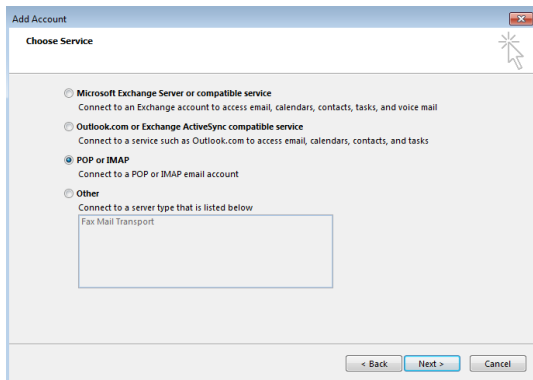 Add Account
Choose Service
Microsoft Exchange Server or compatible service
Connect to an Exchange account to access email, calendars, contacts, tasks, and voice mail
Outlook.com or Exchange ActiveSync compatible service
Connect to a service such as Outlook.com to access email, calendars, contacts, and tasks
POP or IMAP
Connect to a POP or IMAP email account
Other
Connect to a server type that is listed below
Fax Mail Transport
< Back Next > Cancel